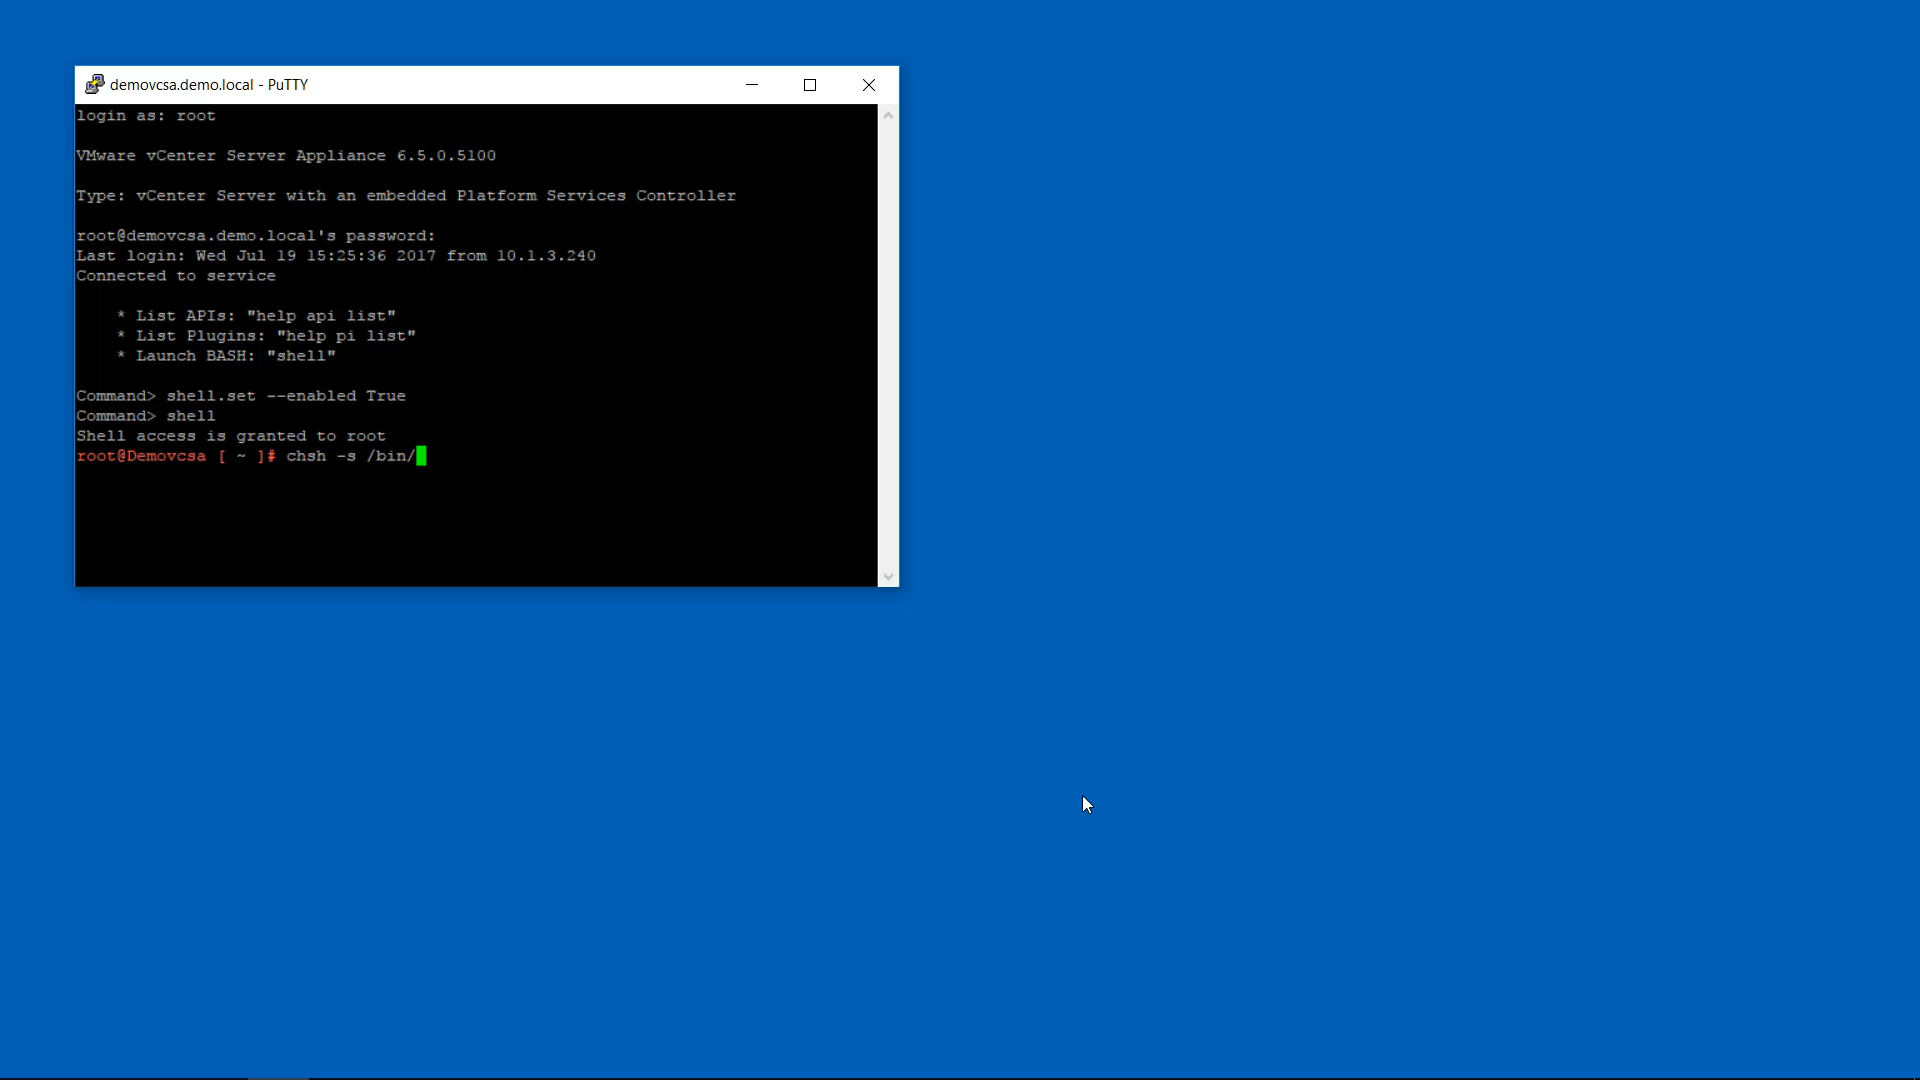 demovcsa.demo.local - PuTTY
login as: root
VMware vCenter Server Appliance 6.5.0.5100
Type: vCenter Server with an embedded Platform Services Controller
root@demovcsa.demo.local's password:
Last login: Wed Jul 19 15:25:36 2017 from 10.1.3.240
Connected to service
* List APIs: "help api list"
* List Plugins: "help pi list"
* Launch BASH: "shell"
Command> shell.set --enabled True
Command> shell
Shell access is granted to root
root@Demovcsa [ ~ ]# chsh -s /bin/